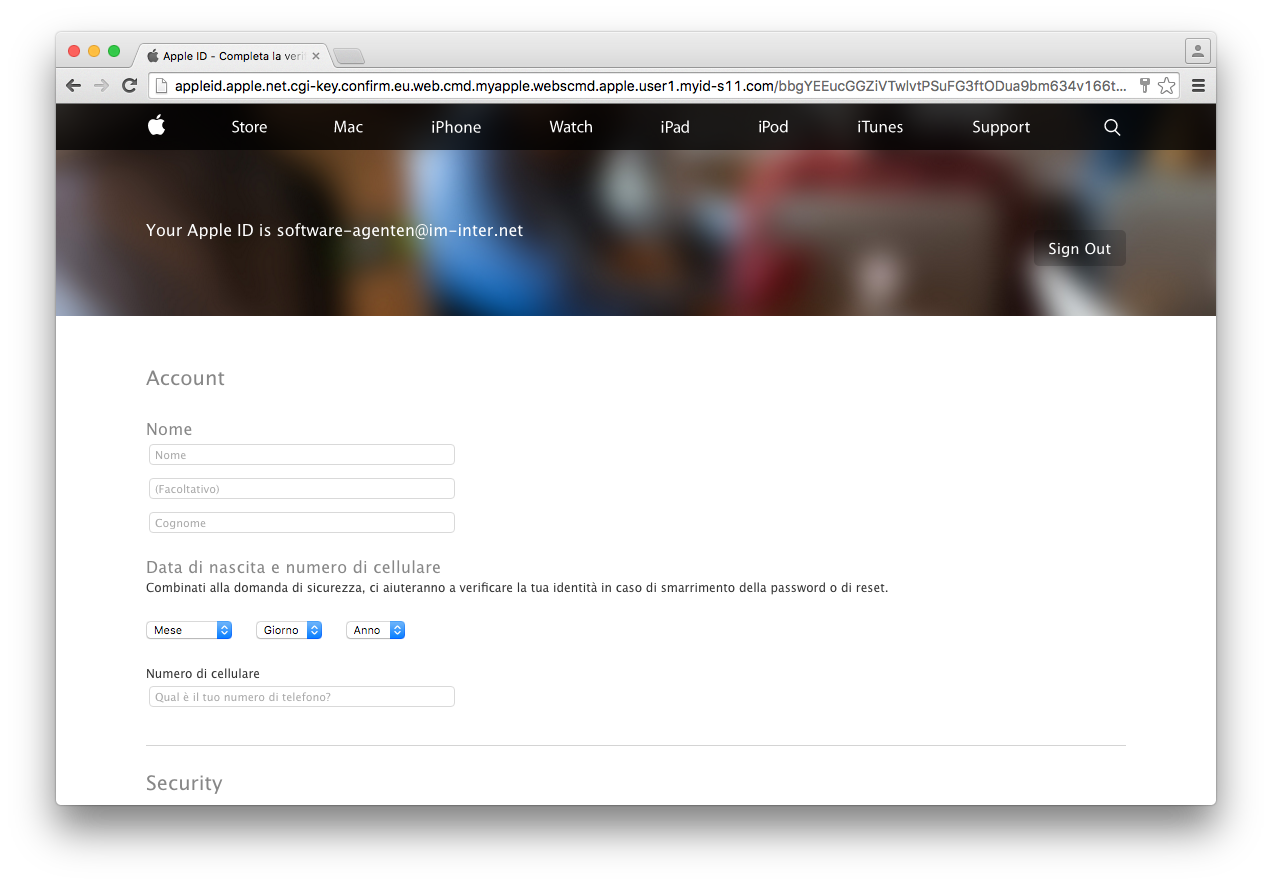 Apple ID - Completa la veri
appleid.apple.net.cgi-key.confirm.eu.web.cmd.myapple.webscmd.apple.user1.myid-s11.com/bbgYEEucGGZiVTwlvtPSuFG3ftODua9bm634v166t...
Store Mac iPhone Watch iPad iPod iTunes Support
Your Apple ID is software-agenten@im-inter.net
Sign Out
Account
Nome
Nome
(Facoltativo)
Cognome
Data di nascita e numero di cellulare
Combinati alla domanda di sicurezza, ci aiuteranno a verificare la tua identità in caso di smarrimento della password o di reset.
Mese Giorno Anno
Numero di cellulare
Qual è il tuo numero di telefono?
Security